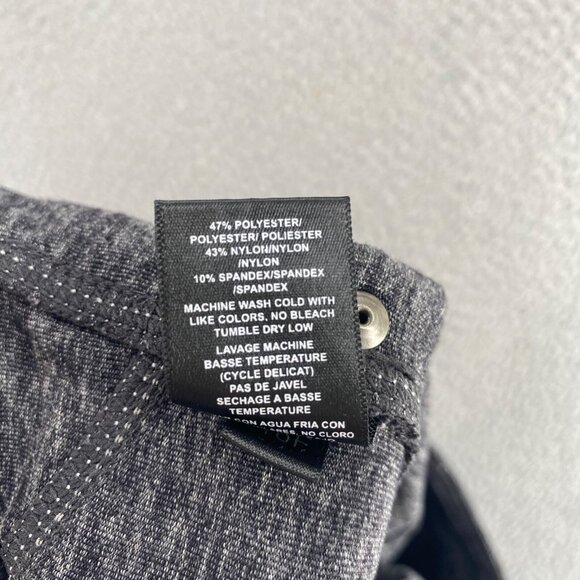 47% POLYESTER/
POLYESTER/ POLIESTER
43% NYLON/NYLON
/NYLON
10% SPANDEX/SPANDEX
/SPANDEX
MACHINE WASH COLD WITH
LIKE COLORS, NO BLEACH
TUMBLE DRY LOW
LAVAGE MACHINE
BASSE TEMPERATURE
(CYCLE DELICAT)
PAS DE JAVEL
SECHAGE A BASSE
TEMPERATURE
CON AGUA FRIA CON
NO CLORO